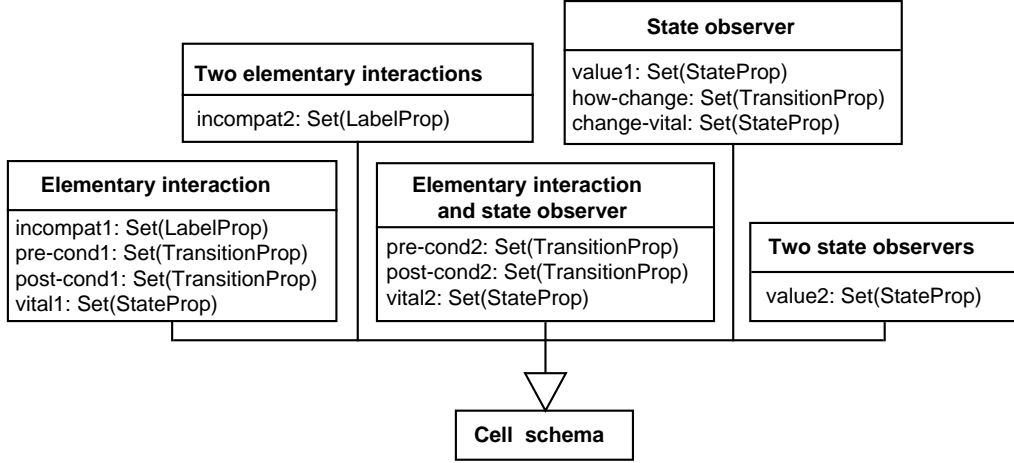 State observer
value1: Set(StateProp)
how-change: Set(TransitionProp)
change-vital: Set(StateProp)
Two elementary interactions
incompat2: Set(LabelProp)
Elementary interaction
incompat1: Set(LabelProp)
pre-cond1: Set(TransitionProp)
post-cond1: Set(TransitionProp)
vital1: Set(StateProp)
Elementary interaction
and state observer
pre-cond2: Set(TransitionProp)
post-cond2: Set(TransitionProp)
vital2: Set(StateProp)
Two state observers
value2: Set(StateProp)
Cell schema